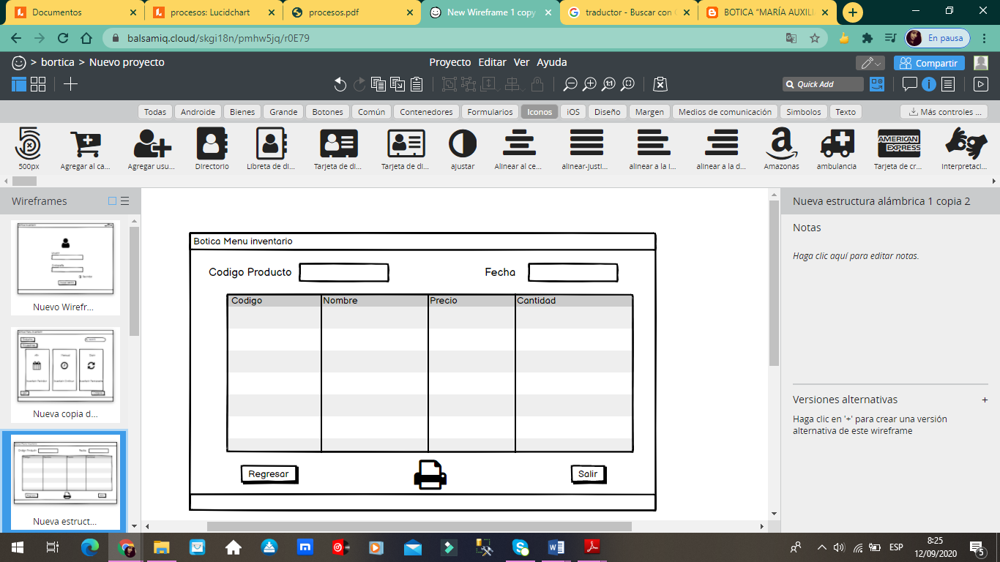 Documentos
procesos: Lucidchart
procesos.pdf
New Wireframe 1 copy
traductor - Buscar con G
BOTICA “MARÍA AUXILI
balsamiq.cloud/skgi18n/pmhw5jq/r0E79
En pausa
> bortica > Nuevo proyecto
Proyecto Editar Ver Ayuda
Compartir
1:1
Quick Add
Todas Androide Bienes Grande Botones Común Contenedores Formularios Iconos iOS Diseño Margen Medios de comunicación Simbolos Texto Más controles ...
AMERICAN
EXPRESS
500px Agregar al ca... Agregar usu... Directorio Libreta de di... Tarjeta de di... Tarjeta de di... ajustar Alinear al ce... alinear-justi... alinear a la i... alinear a la d... Amazonas ambulancia Tarjeta de cr... Interpretaci...
Wireframes
Nuevo Wirefr...
Nueva copia d...
Nueva estruct...
Botica Menu inventario
Codigo Producto
Fecha
Codigo Nombre Precio Cantidad
Regresar
Salir
Nueva estructura alámbrica 1 copia 2
Notas
Haga clic aquí para editar notas.
Versiones alternativas +
Haga clic en '+' para crear una versión
alternativa de este wireframe
ESP
8:25
12/09/2020
5